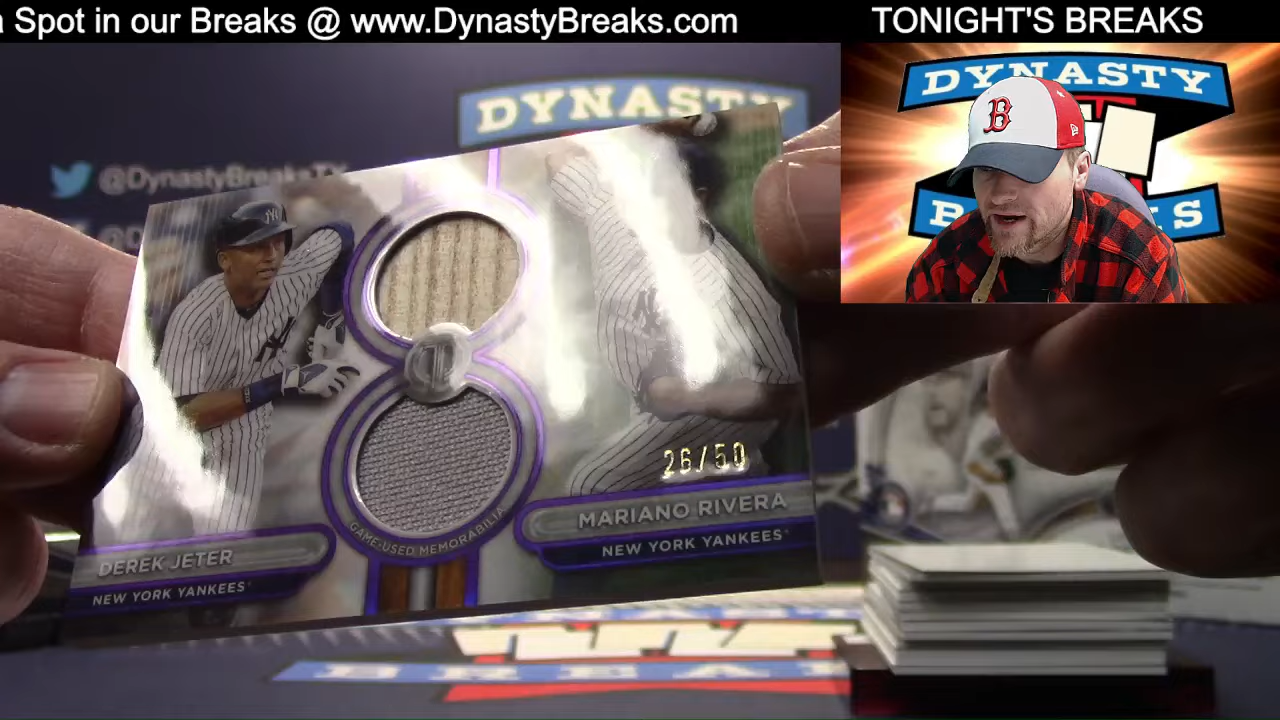 a Spot in our Breaks @ www.DynastyBreaks.com
TONIGHT'S BREAKS
DYNASTY
@DynastyBreaksTX
DYNASTY
B
26/50
GAME-USED MEMORABILIA
DEREK JETER
NEW YORK YANKEES
MARIANO RIVERA
NEW YORK YANKEES